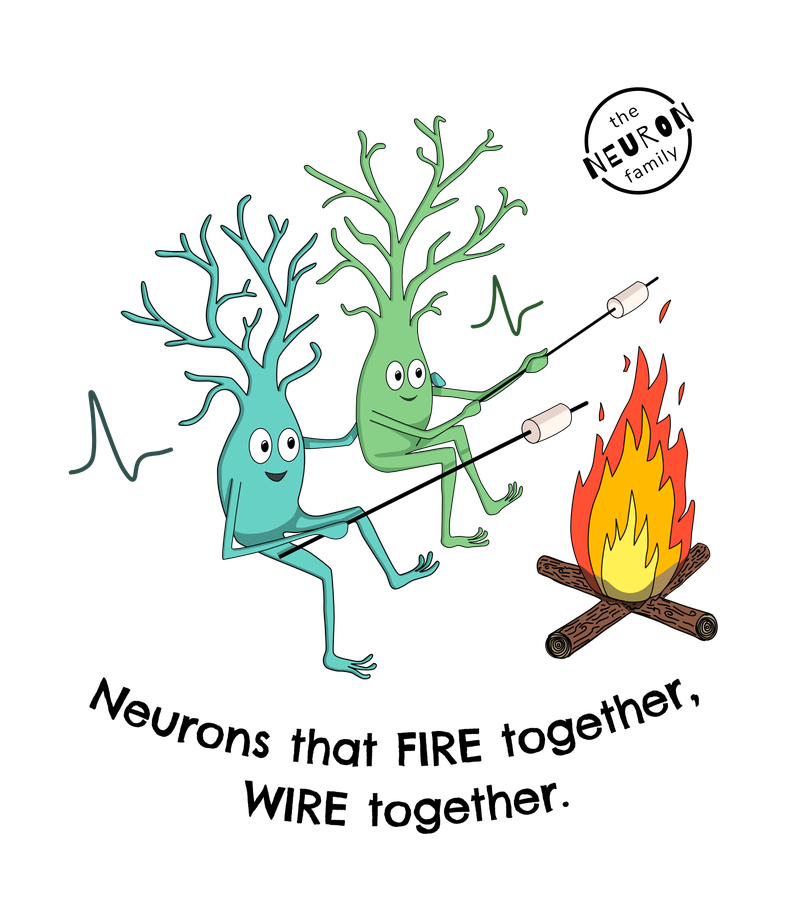 the
NEURON
family
Neurons that FIRE together,
WIRE together.